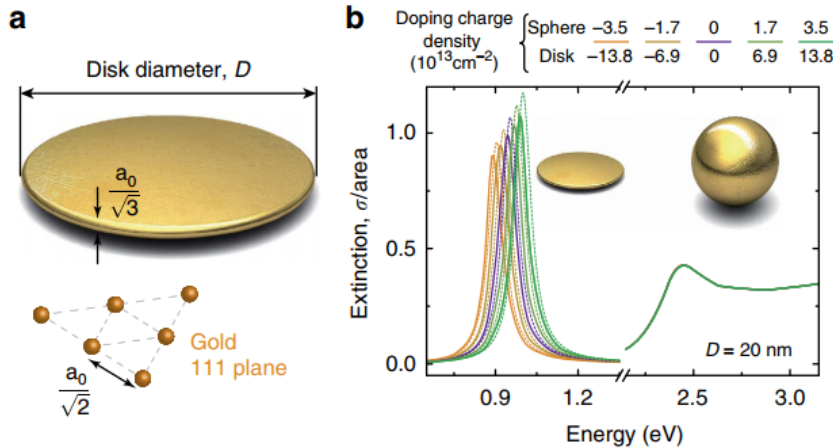 a
Disk diameter, D
a0
√3
Gold
111 plane
a0
√2
b
Doping charge density (10^13cm^−2)
Sphere −3.5 −1.7 0 1.7 3.5
Disk −13.8 −6.9 0 6.9 13.8
Extinction, σ/area
1.0
0.5
0.0
D = 20 nm
0.9 1.2 2.5 3.0
Energy (eV)